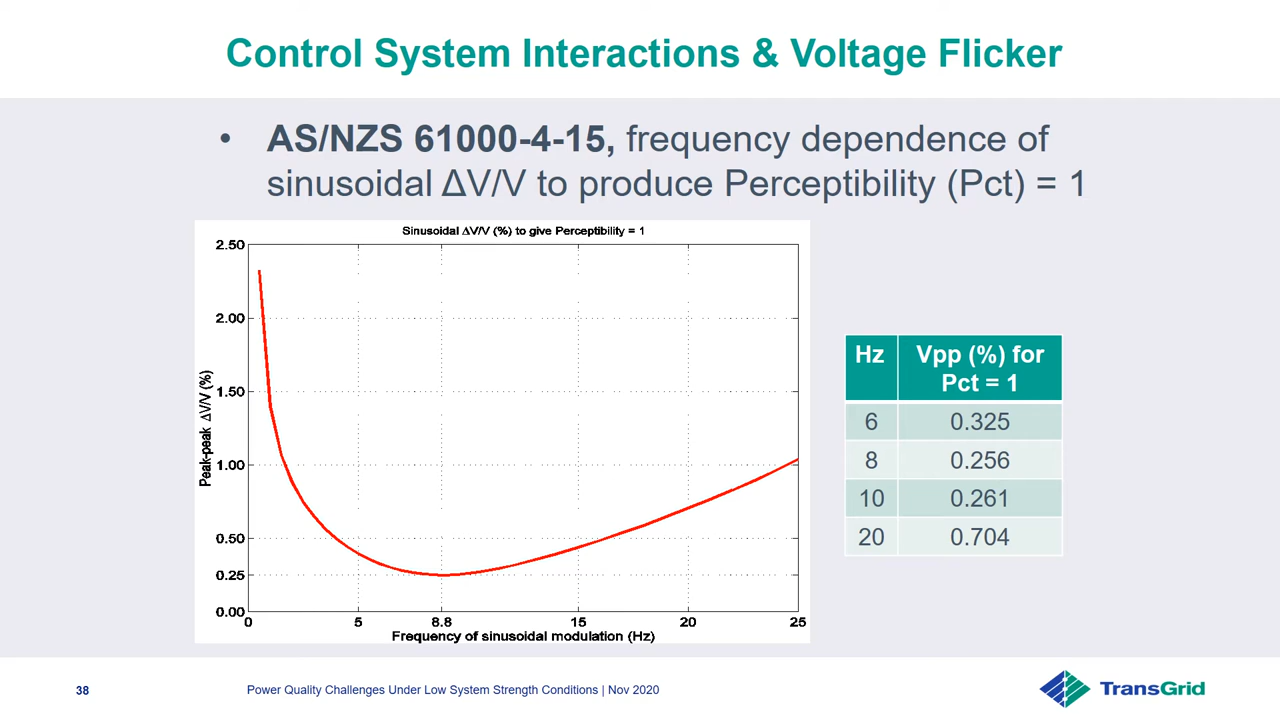 Control System Interactions & Voltage Flicker
• AS/NZS 61000-4-15, frequency dependence of
sinusoidal ΔV/V to produce Perceptibility (Pct) = 1
Sinusoidal ΔV/V (%) to give Perceptibility = 1
2.50
2.00
1.50
1.00
0.50
0.25
0.00
Peak-peak ΔV/V (%)
0 5 8.8 15 20 25
Frequency of sinusoidal modulation (Hz)
Hz Vpp (%) for
Pct = 1
6 0.325
8 0.256
10 0.261
20 0.704
38 Power Quality Challenges Under Low System Strength Conditions | Nov 2020 TransGrid